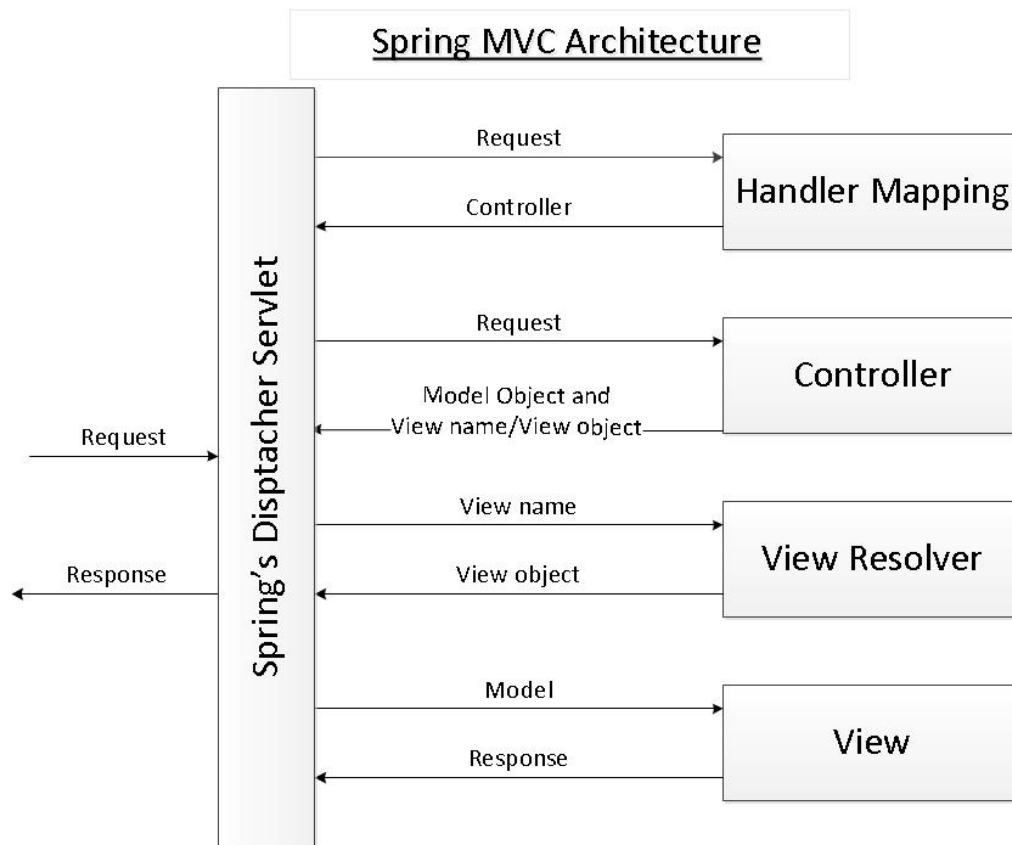 Spring MVC Architecture
Request
Handler Mapping
Controller
Spring's Disptacher Servlet
Request
Controller
Model Object and
View name/View object
Request
View name
View Resolver
View object
Response
Model
View
Response